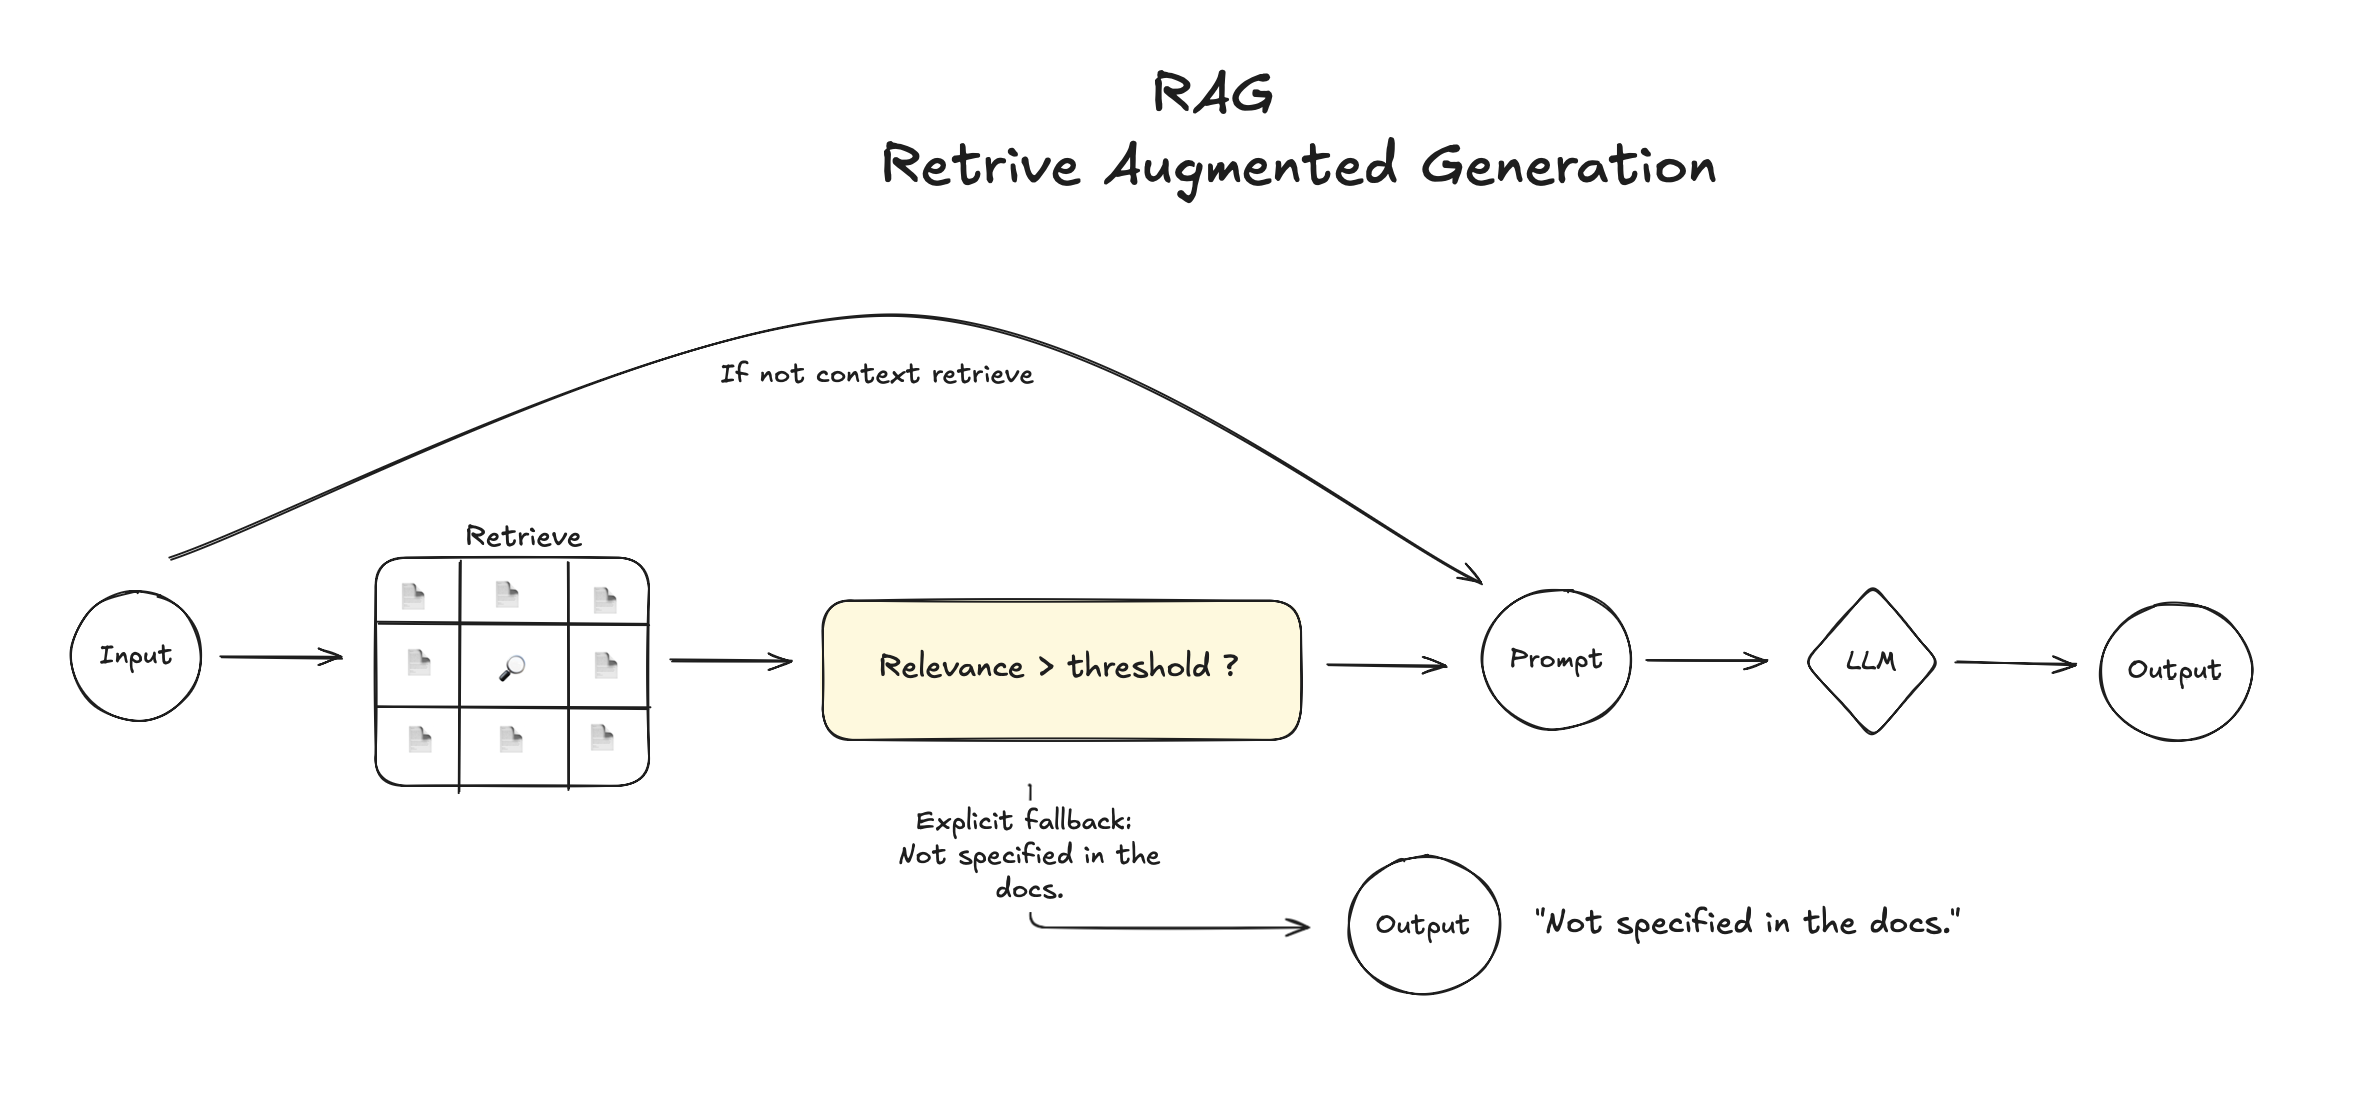 RAG
Retrive Augmented Generation
If not context retrieve
Retrieve
Input
Relevance > threshold ?
Prompt
LLM
Output
Explicit fallback:
Not specified in the
docs.
Output
"Not specified in the docs."